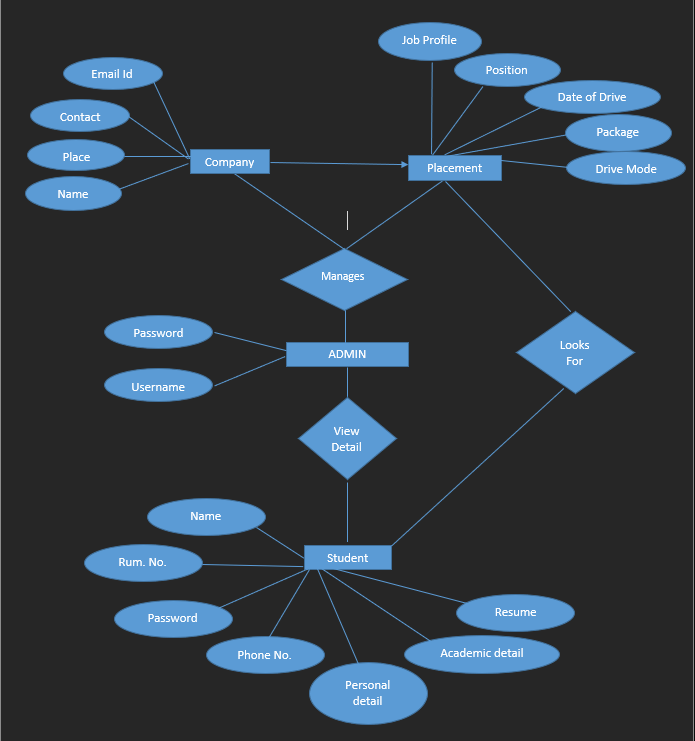 Job Profile
Email Id
Position
Date of Drive
Contact
Package
Place
Company
Placement
Drive Mode
Name
Manages
Password
ADMIN
Looks
For
Username
View
Detail
Name
Rum. No.
Student
Password
Resume
Phone No.
Academic detail
Personal
detail